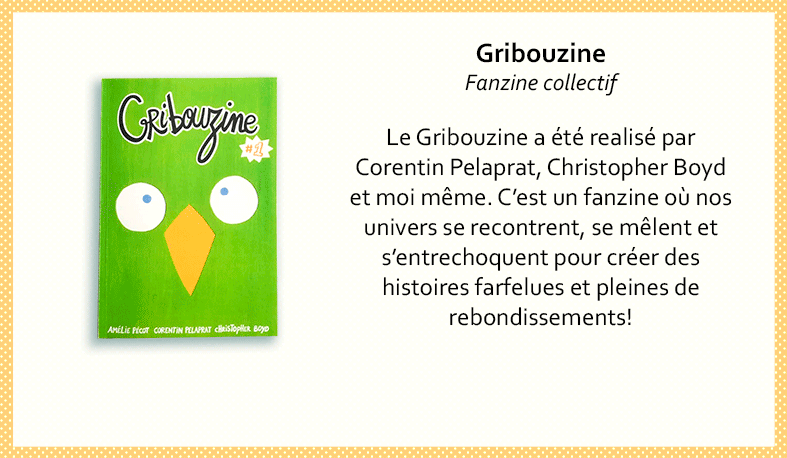 Gribouzine
Fanzine collectif
Gribouzine
#1
AMÉLIE PÉCOT CORENTIN PELAPRAT CHRISTOPHER BOYD
Le Gribouzine a été realisé par
Corentin Pelaprat, Christopher Boyd
et moi même. C’est un fanzine où nos
univers se recontrent, se mêlent et
s’entrechoquent pour créer des
histoires farfelues et pleines de
rebondissements!